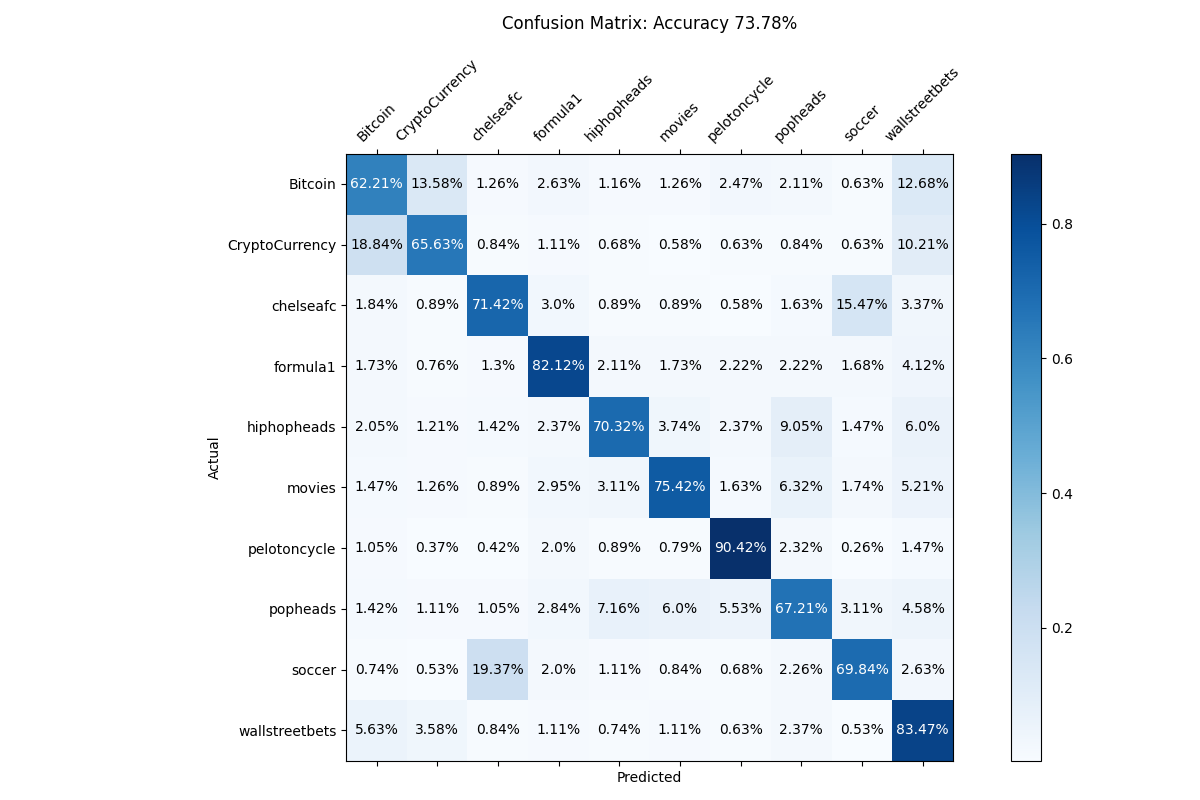 Confusion Matrix: Accuracy 73.78%
Bitcoin CryptoCurrency chelseafc formula1 hiphopheads movies pelotoncycle popheads soccer wallstreetbets
Bitcoin 62.21% 13.58% 1.26% 2.63% 1.16% 1.26% 2.47% 2.11% 0.63% 12.68%
CryptoCurrency 18.84% 65.63% 0.84% 1.11% 0.68% 0.58% 0.63% 0.84% 0.63% 10.21%
chelseafc 1.84% 0.89% 71.42% 3.0% 0.89% 0.89% 0.58% 1.63% 15.47% 3.37%
formula1 1.73% 0.76% 1.3% 82.12% 2.11% 1.73% 2.22% 2.22% 1.68% 4.12%
hiphopheads 2.05% 1.21% 1.42% 2.37% 70.32% 3.74% 2.37% 9.05% 1.47% 6.0%
movies 1.47% 1.26% 0.89% 2.95% 3.11% 75.42% 1.63% 6.32% 1.74% 5.21%
pelotoncycle 1.05% 0.37% 0.42% 2.0% 0.89% 0.79% 90.42% 2.32% 0.26% 1.47%
popheads 1.42% 1.11% 1.05% 2.84% 7.16% 6.0% 5.53% 67.21% 3.11% 4.58%
soccer 0.74% 0.53% 19.37% 2.0% 1.11% 0.84% 0.68% 2.26% 69.84% 2.63%
wallstreetbets 5.63% 3.58% 0.84% 1.11% 0.74% 1.11% 0.63% 2.37% 0.53% 83.47%
Actual
Predicted
0.8
0.6
0.4
0.2